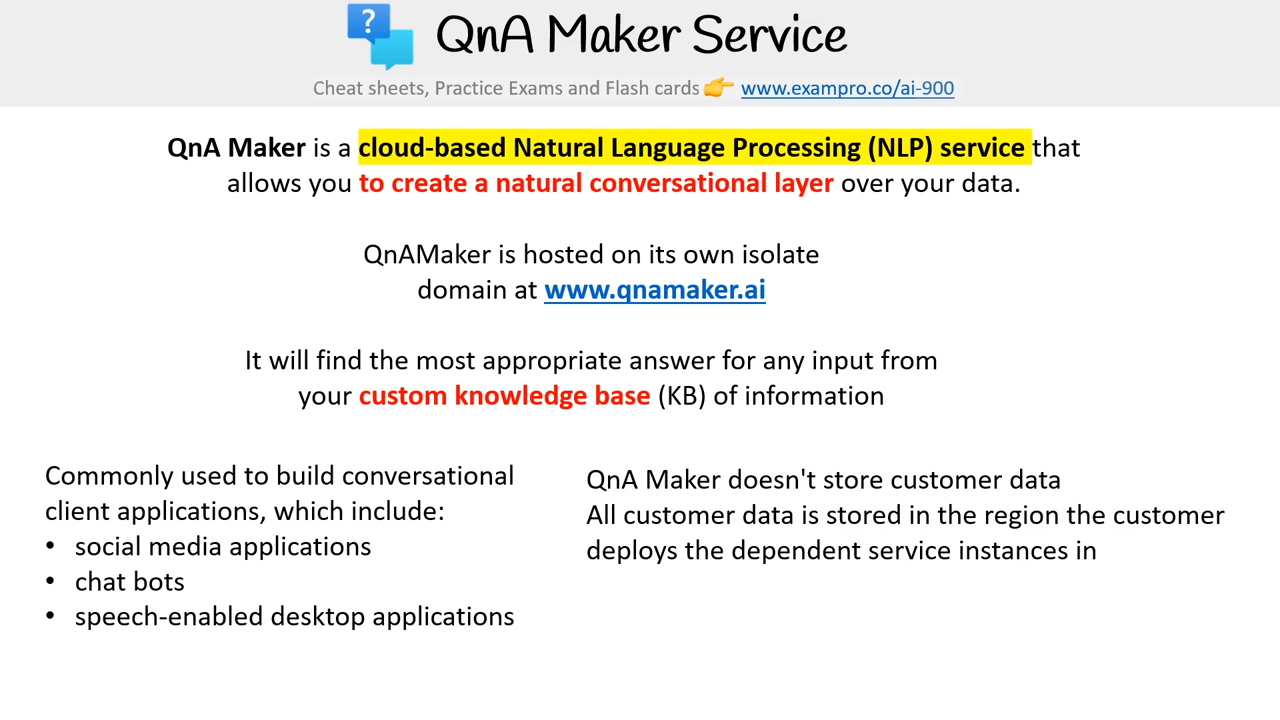 ?
QnA Maker Service
Cheat sheets, Practice Exams and Flash cards 👉 www.exampro.co/ai-900
QnA Maker is a cloud-based Natural Language Processing (NLP) service that
allows you to create a natural conversational layer over your data.
QnAMaker is hosted on its own isolate
domain at www.qnamaker.ai
It will find the most appropriate answer for any input from
your custom knowledge base (KB) of information
Commonly used to build conversational
client applications, which include:
• social media applications
• chat bots
• speech-enabled desktop applications
QnA Maker doesn't store customer data
All customer data is stored in the region the customer
deploys the dependent service instances in